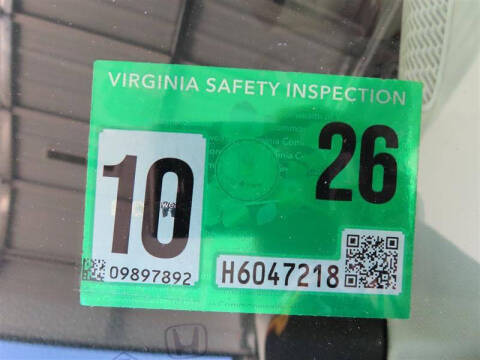 VIRGINIA SAFETY INSPECTION
10
26
09897892
H6047218